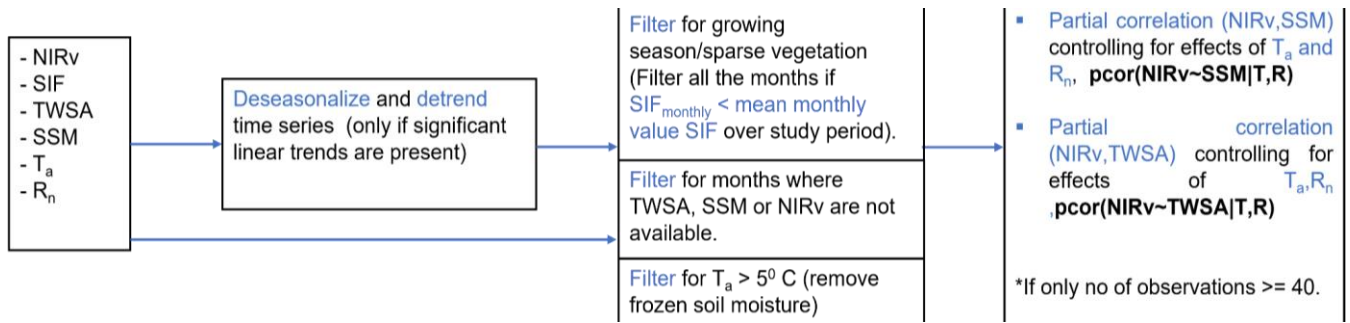 - NIRv
- SIF
- TWSA
- SSM
- Tₐ
- Rₙ
Deseasonalize and detrend
time series (only if significant
linear trends are present)
Filter for growing
season/sparse vegetation
(Filter all the months if
SIFmonthly < mean monthly
value SIF over study period).
Filter for months where
TWSA, SSM or NIRv are not
available.
Filter for Tₐ > 5⁰ C (remove
frozen soil moisture)
▪ Partial correlation (NIRv,SSM)
controlling for effects of Tₐ and
Rₙ, pcor(NIRv~SSM|T,R)
▪ Partial correlation
(NIRv,TWSA) controlling for
effects of Tₐ,Rₙ
,pcor(NIRv~TWSA|T,R)
*If only no of observations >= 40.